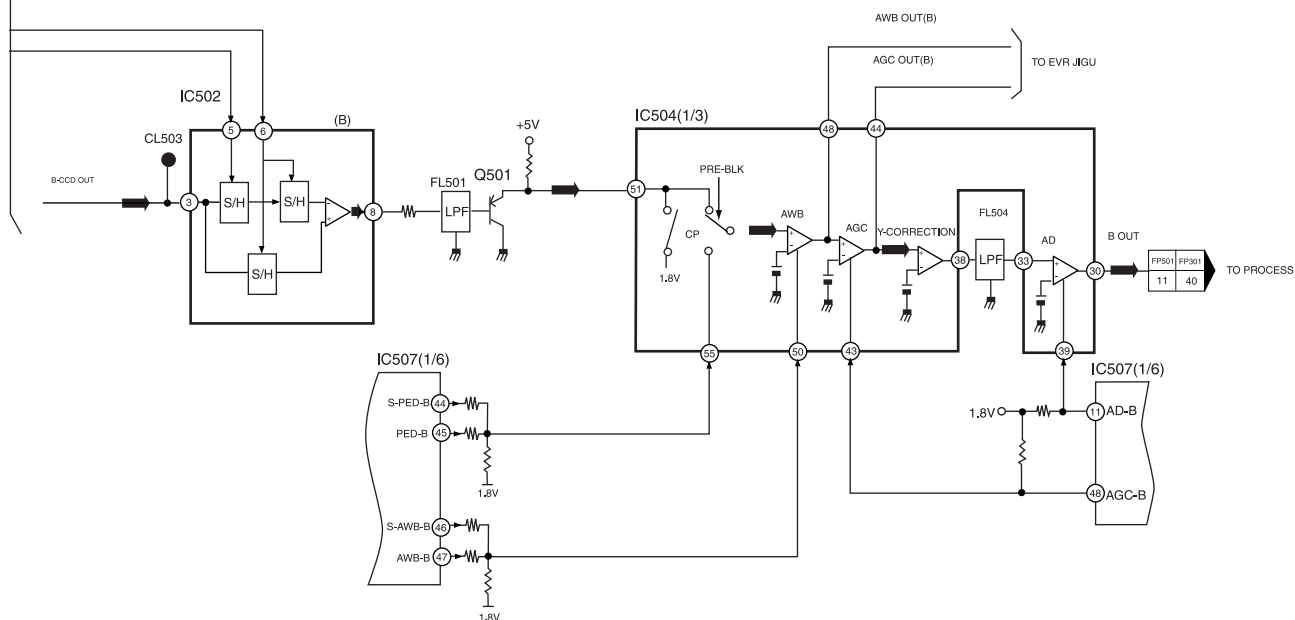 AWB OUT(B)
AGC OUT(B)
TO EVR JIGU
IC502
(B)
5
6
CL503
B-CCD OUT
3
S/H
S/H
S/H
-
+
8
FL501
LPF
Q501
+5V
IC504(1/3)
48
44
51
PRE-BLK
CP
1.8V
AWB
+
-
AGC
+
-
Y-CORRECTION
+
-
38
FL504
LPF
33
AD
+
-
30
B OUT
FP501 FP301
11 40
TO PROCESS
55
50
43
39
IC507(1/6)
S-PED-B 44
PED-B 45
1.8V
S-AWB-B 46
AWB-B 47
1.8V
IC507(1/6)
1.8V
11 AD-B
48 AGC-B